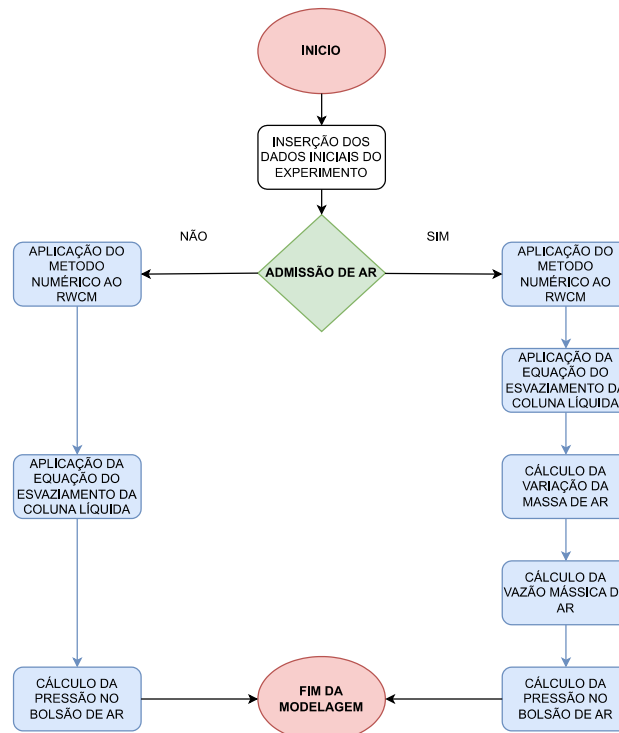 INICIO
INSERÇÃO DOS
DADOS INICIAIS DO
EXPERIMENTO
NÃO
SIM
ADMISSÃO DE AR
APLICAÇÃO DO
METODO
NUMÉRICO AO
RWCM
APLICAÇÃO DA
EQUAÇÃO DO
ESVAZIAMENTO DA
COLUNA LÍQUIDA
CÁLCULO DA
PRESSÃO NO
BOLSÃO DE AR
APLICAÇÃO DO
METODO
NUMÉRICO AO
RWCM
APLICAÇÃO DA
EQUAÇÃO DO
ESVAZIAMENTO DA
COLUNA LÍQUIDA
CÁLCULO DA
VARIAÇÃO DA
MASSA DE AR
CÁLCULO DA
VAZÃO MÁSSICA D
AR
CÁLCULO DA
PRESSÃO NO
BOLSÃO DE AR
FIM DA
MODELAGEM